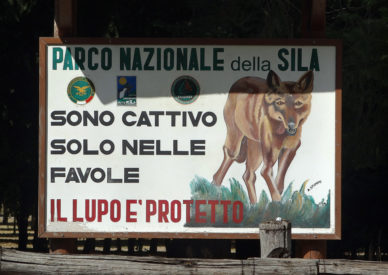 PARCO NAZIONALE della SILA
SONO CATTIVO
SOLO NELLE
FAVOLE
IL LUPO E' PROTETTO